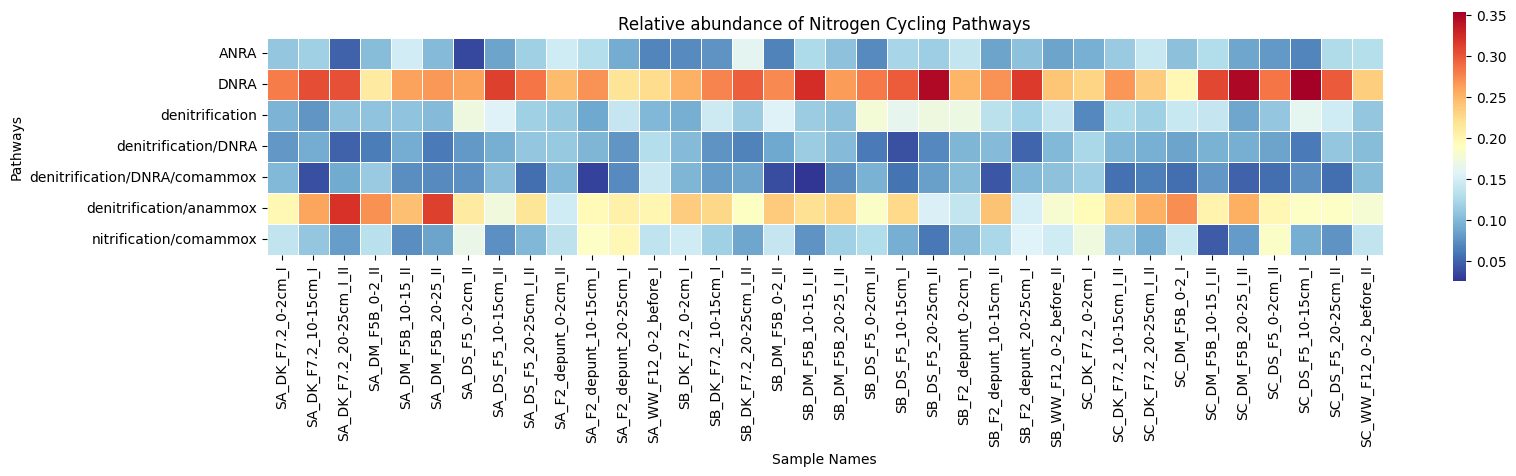 Relative abundance of Nitrogen Cycling Pathways
Pathways
ANRA
DNRA
denitrification
denitrification/DNRA
denitrification/DNRA/comammox
denitrification/anammox
nitrification/comammox
SA_DK_F7.2_0-2cm_I
SA_DK_F7.2_10-15cm_I
SA_DK_F7.2_20-25cm_I_II
SA_DM_F5B_0-2_II
SA_DM_F5B_10-15_II
SA_DM_F5B_20-25_II
SA_DS_F5_0-2cm_II
SA_DS_F5_10-15cm_II
SA_DS_F5_20-25cm_I_II
SA_F2_depunt_0-2cm_II
SA_F2_depunt_10-15cm_I
SA_F2_depunt_20-25cm_I
SA_WW_F12_0-2_before_I
SB_DK_F7.2_0-2cm_I
SB_DK_F7.2_10-15cm_I
SB_DK_F7.2_20-25cm_I_II
SB_DM_F5B_0-2_II
SB_DM_F5B_10-15_I_II
SB_DM_F5B_20-25_I_II
SB_DS_F5_0-2cm_II
SB_DS_F5_10-15cm_I
SB_DS_F5_20-25cm_II
SB_F2_depunt_0-2cm_I
SB_F2_depunt_10-15cm_II
SB_F2_depunt_20-25cm_I
SB_WW_F12_0-2_before_II
SC_DK_F7.2_0-2cm_I
SC_DK_F7.2_10-15cm_I_II
SC_DK_F7.2_20-25cm_I_II
SC_DM_F5B_0-2_I
SC_DM_F5B_10-15_I_II
SC_DM_F5B_20-25_I_II
SC_DS_F5_0-2cm_II
SC_DS_F5_10-15cm_I
SC_DS_F5_20-25cm_II
SC_WW_F12_0-2_before_II
Sample Names
0.35
0.30
0.25
0.20
0.15
0.10
0.05